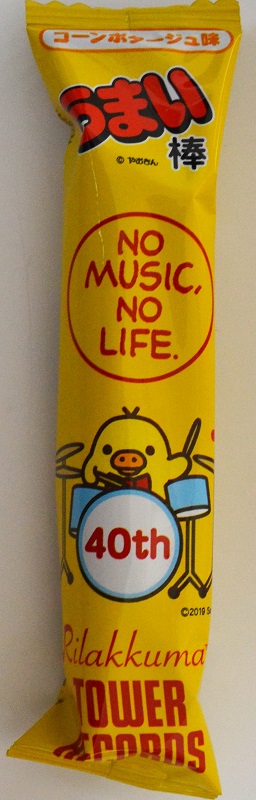 コーンポタージュ味
うまい
棒
© やおきん
NO
MUSIC,
NO
LIFE.
40th
©2019
Rilakkuma
TOWER
RECORDS